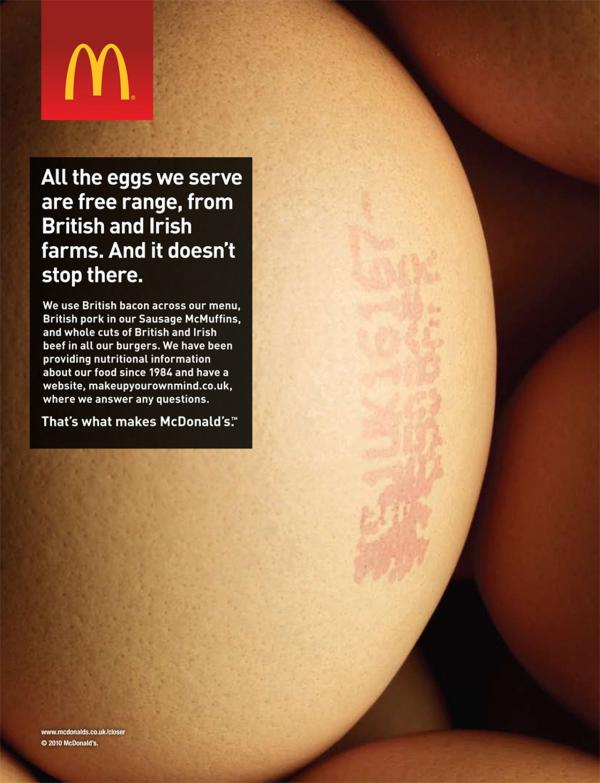 All the eggs we serve
are free range, from
British and Irish
farms. And it doesn't
stop there.
We use British bacon across our menu,
British pork in our Sausage McMuffins,
and whole cuts of British and Irish
beef in all our burgers. We have been
providing nutritional information
about our food since 1984 and have a
website, makeupyourownmind.co.uk,
where we answer any questions.
That's what makes McDonald's.™
www.mcdonalds.co.uk/closer
© 2010 McDonald's.